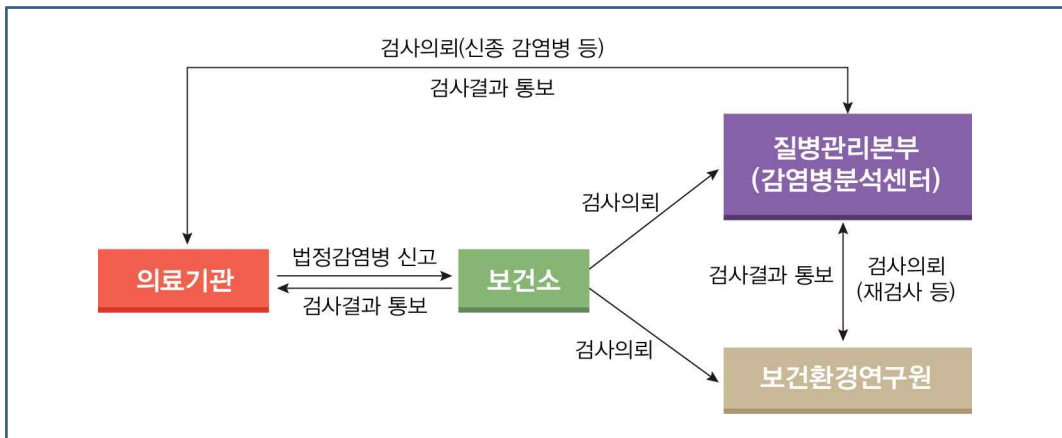 검사의뢰(신종 감염병 등)
검사결과 통보
질병관리본부
(감염병분석센터)
검사의뢰
의료기관
법정감염병 신고
검사결과 통보
보건소
검사결과 통보
검사의뢰
(재검사 등)
검사의뢰
보건환경연구원